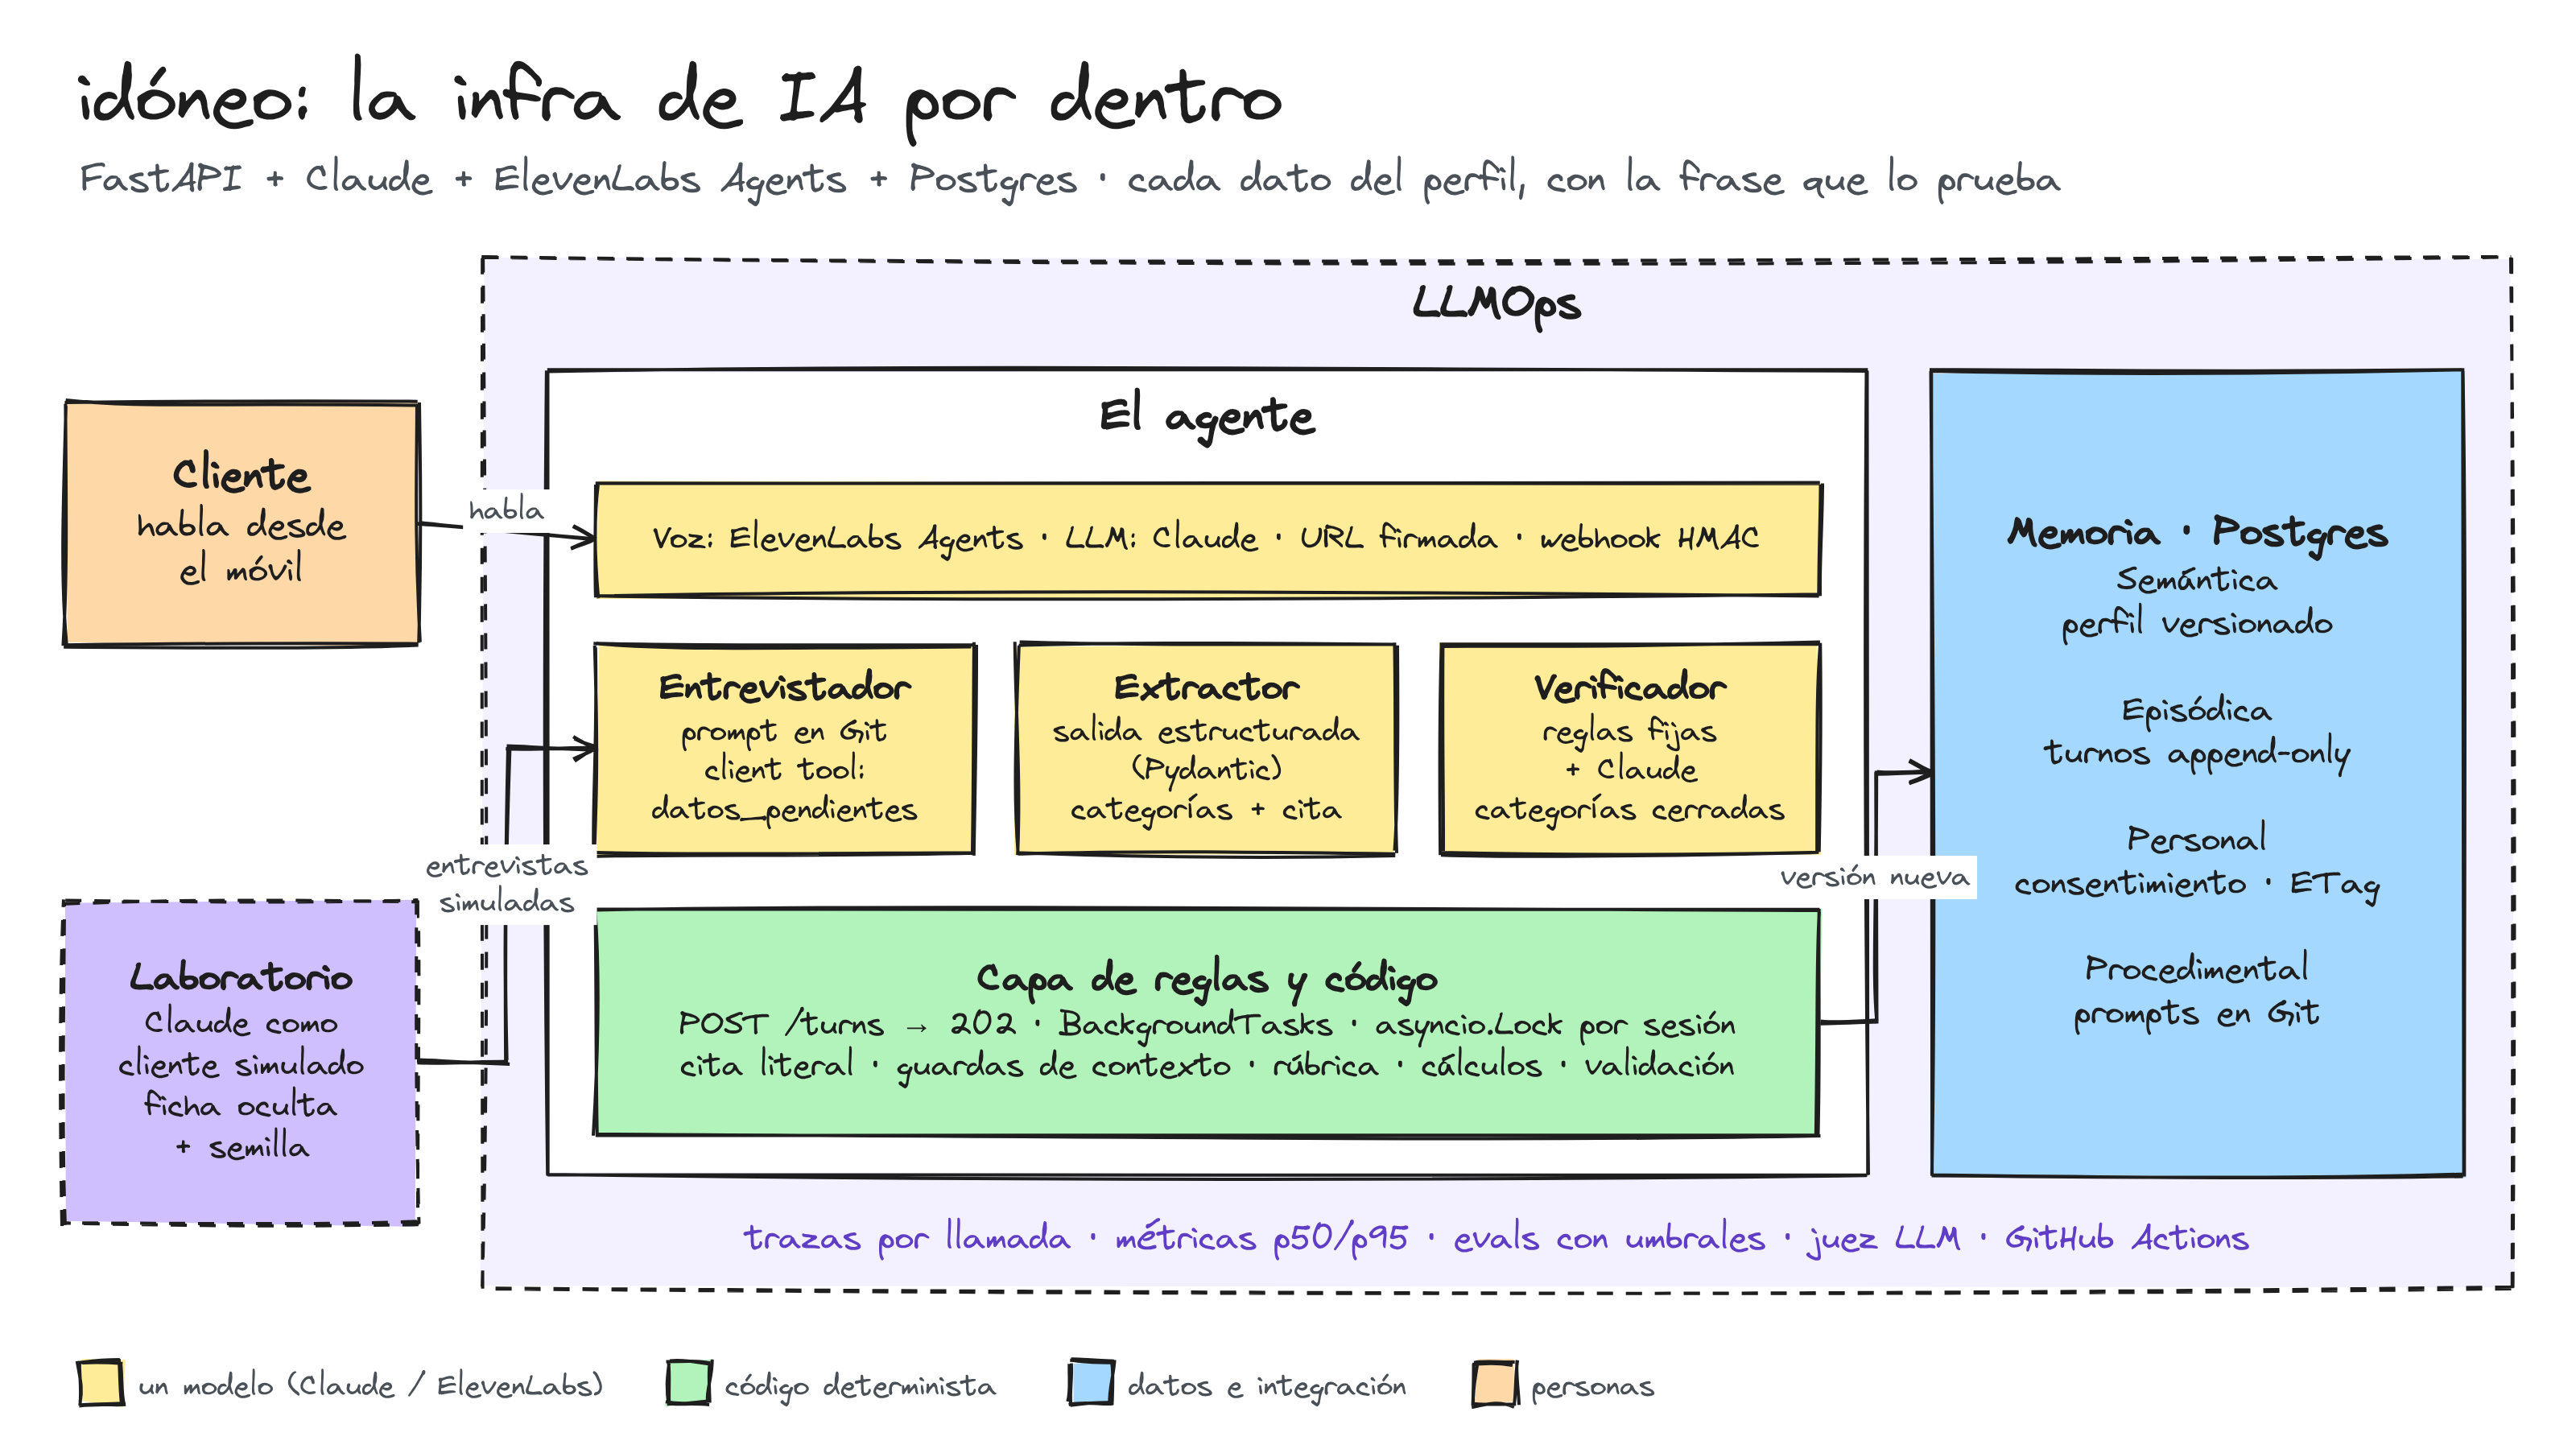 idóneo: la infra de IA por dentro
FastAPI + Claude + ElevenLabs Agents + Postgres · cada dato del perfil, con la frase que lo prueba
LLMOps
El agente
Cliente
habla desde
el móvil
habla
Voz: ElevenLabs Agents · LLM: Claude · URL firmada · webhook HMAC
Entrevistador
prompt en Git
client tool:
datos_pendientes
Extractor
salida estructurada
(Pydantic)
categorías + cita
Verificador
reglas fijas
+ Claude
categorías cerradas
Memoria · Postgres
Semántica
perfil versionado
Episódica
turnos append-only
Personal
consentimiento · ETag
Procedimental
prompts en Git
entrevistas
simuladas
versión nueva
Laboratorio
Claude como
cliente simulado
ficha oculta
+ semilla
Capa de reglas y código
POST /turns → 202 · BackgroundTasks · asyncio.Lock por sesión
cita literal · guardas de contexto · rúbrica · cálculos · validación
trazas por llamada · métricas p50/p95 · evals con umbrales · juez LLM · GitHub Actions
un modelo (Claude / ElevenLabs)
código determinista
datos e integración
personas